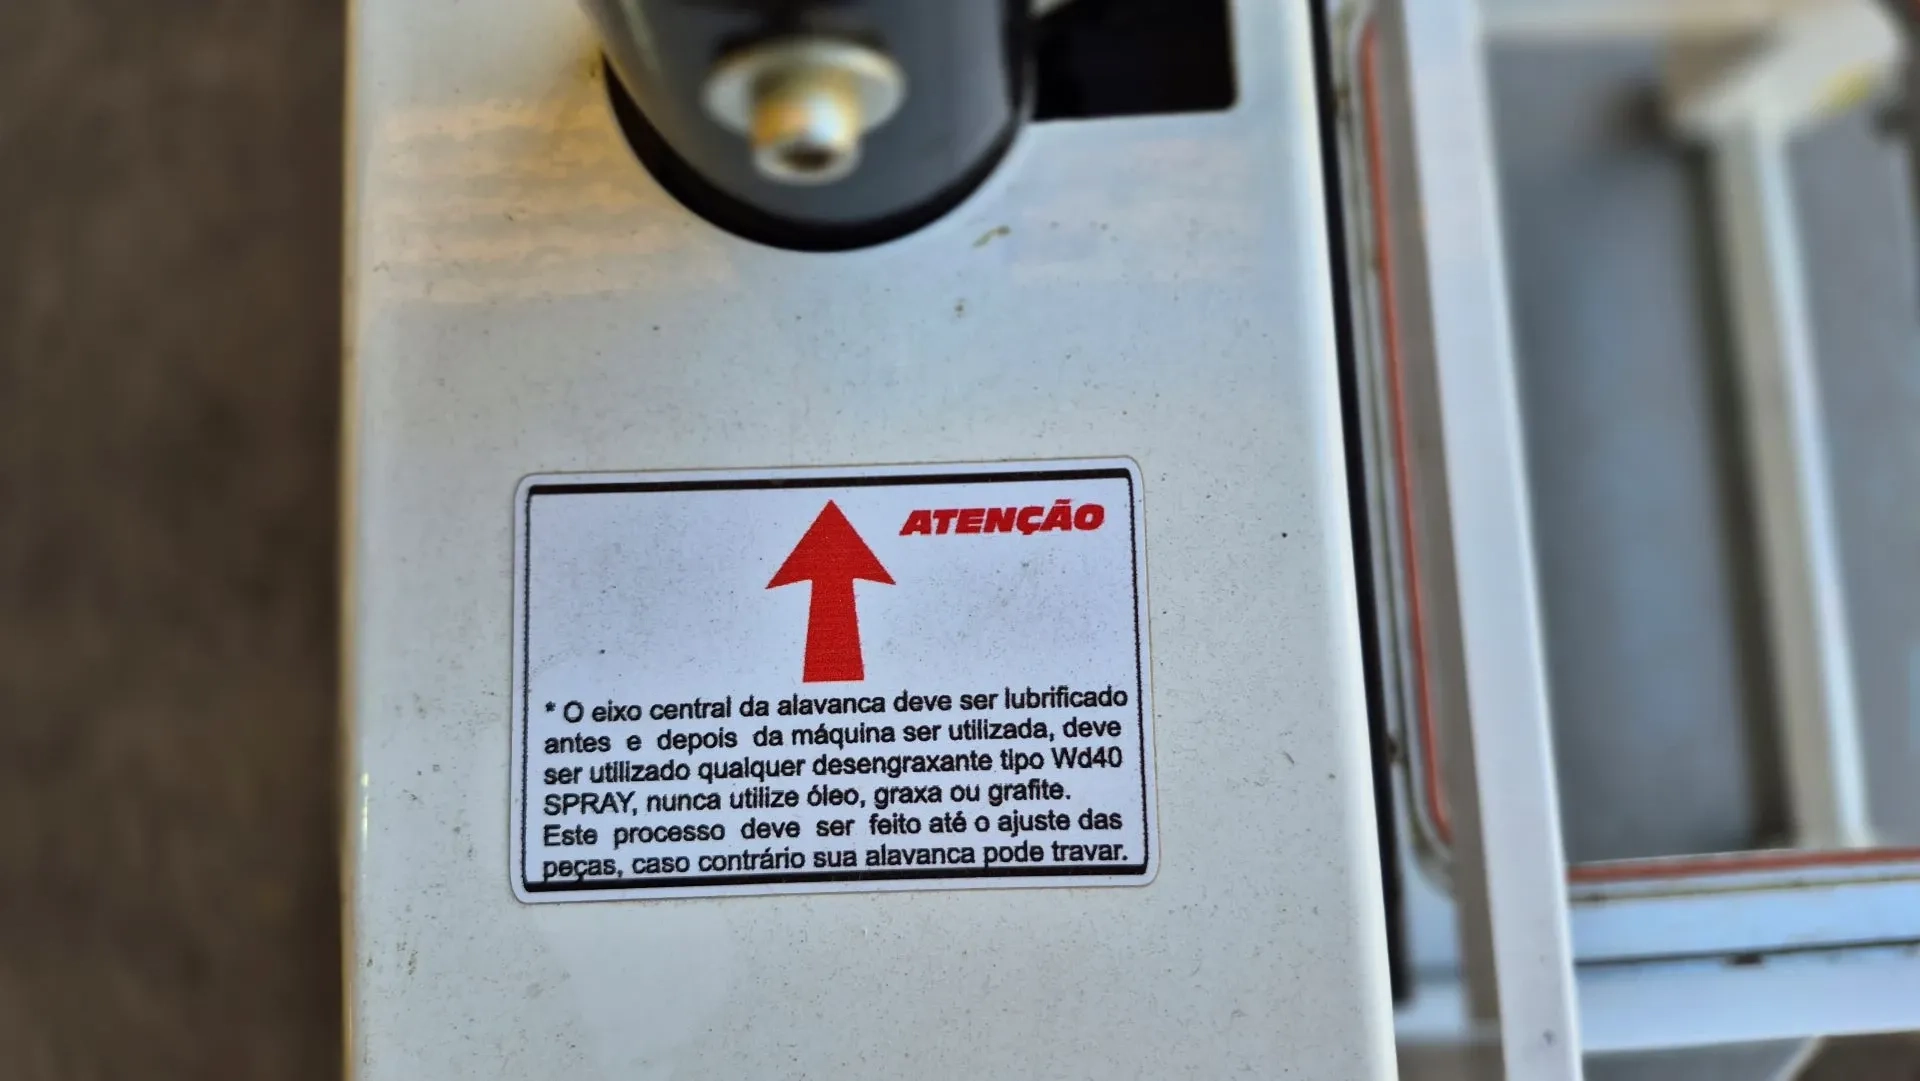 ATENÇÃO
* O eixo central da alavanca deve ser lubrificado
antes e depois da máquina ser utilizada, deve
ser utilizado qualquer desengraxante tipo Wd40
SPRAY, nunca utilize óleo, graxa ou grafite.
Este processo deve ser feito até o ajuste das
peças, caso contrário sua alavanca pode travar.